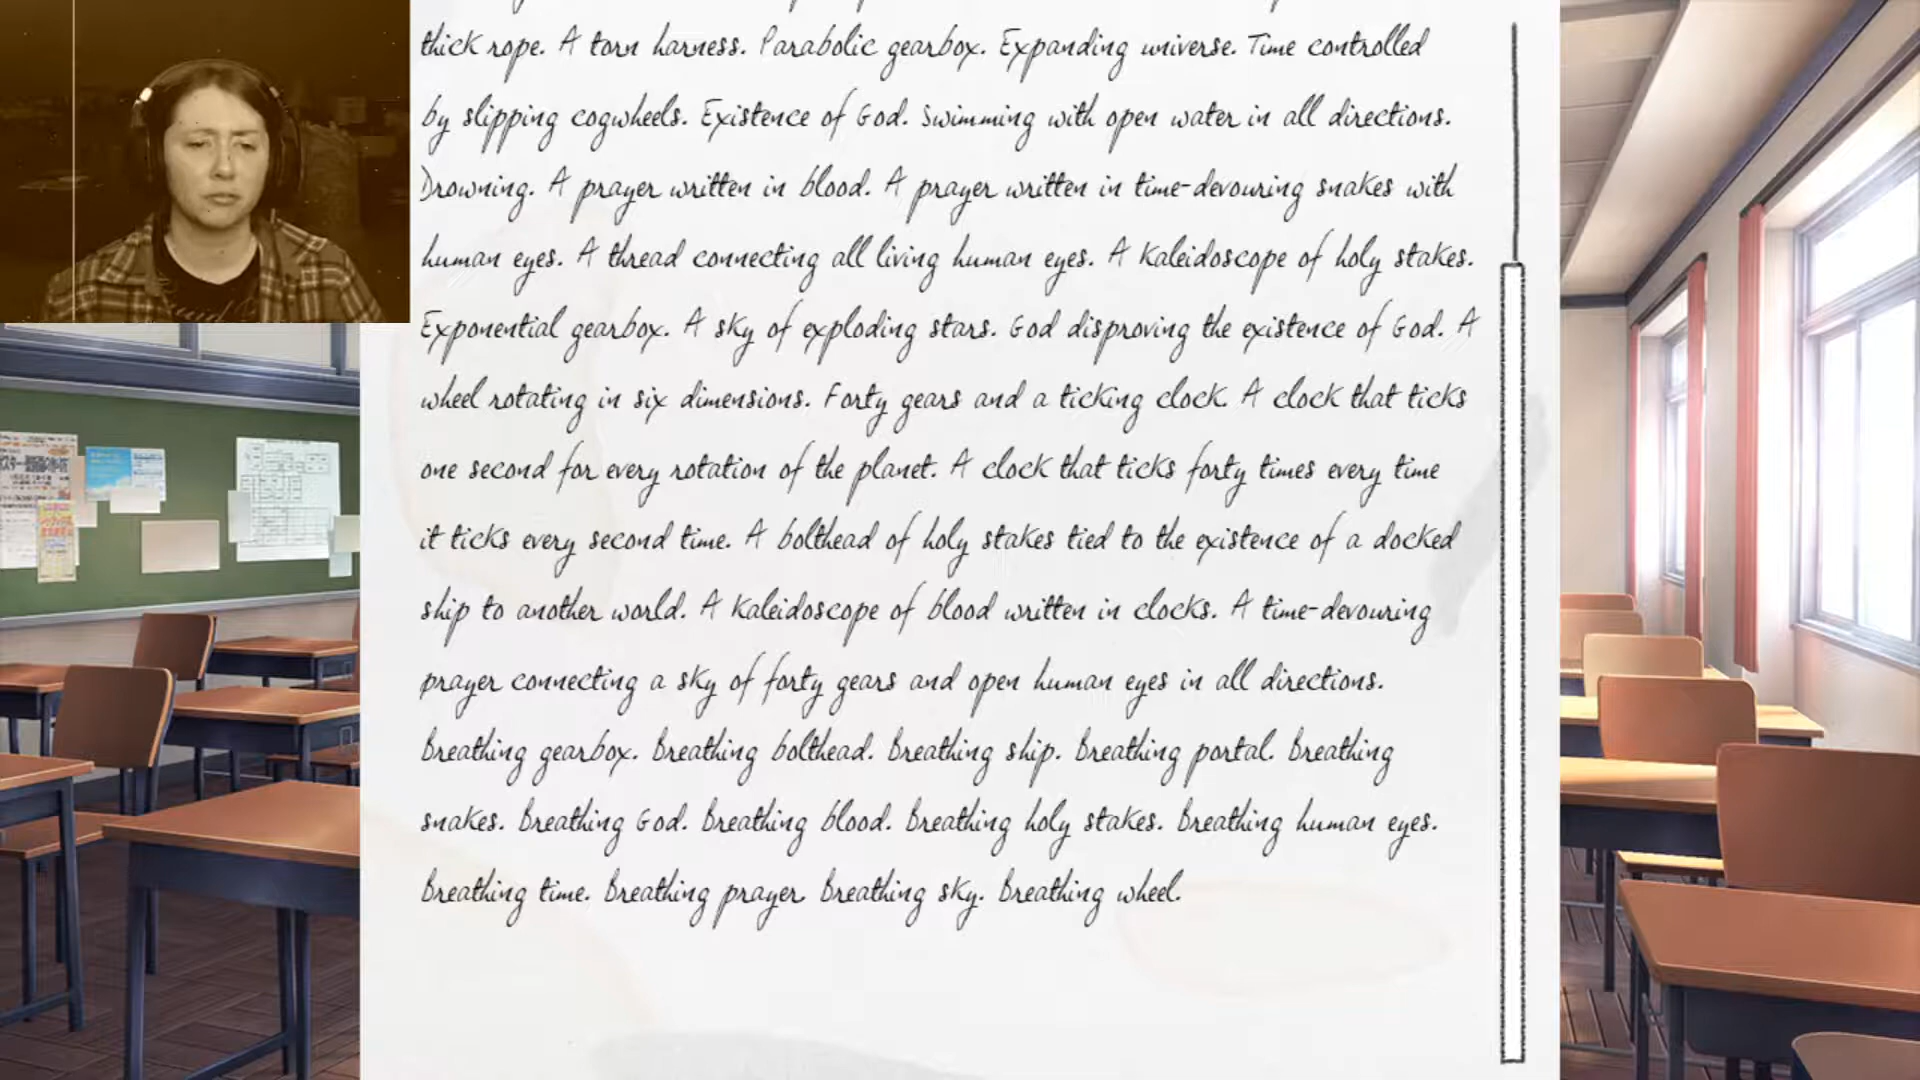 thick rope. A torn harness. Parabolic gearbox. Expanding universe. Time controlled
by slipping cogwheels. Existence of God. Swimming with open water in all directions.
Drowning. A prayer written in blood. A prayer written in time-devouring snakes with
human eyes. A thread connecting all living human eyes. A kaleidoscope of holy stakes.
Exponential gearbox. A sky of exploding stars. God disproving the existence of God. A
wheel rotating in six dimensions. Forty gears and a ticking clock. A clock that ticks
one second for every rotation of the planet. A clock that ticks forty times every time
it ticks every second time. A bolthead of holy stakes tied to the existence of a docked
ship to another world. A kaleidoscope of blood written in clocks. A time-devouring
prayer connecting a sky of forty gears and open human eyes in all directions.
Breathing gearbox. Breathing bolthead. Breathing ship. Breathing portal. Breathing
snakes. Breathing God. Breathing blood. Breathing holy stakes. Breathing human eyes.
Breathing time. Breathing prayer. Breathing sky. Breathing wheel.